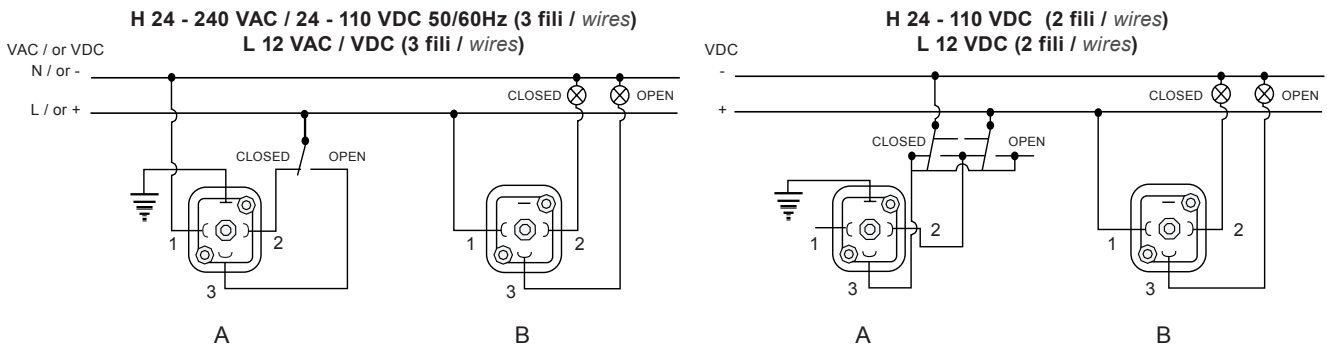 H 24 - 240 VAC / 24 - 110 VDC 50/60Hz (3 fili / wires)
L 12 VAC / VDC (3 fili / wires)
VAC / or VDC
N / or -
L / or +
CLOSED
OPEN
CLOSED
OPEN
1
2
3
1
2
3
A
B
H 24 - 110 VDC (2 fili / wires)
L 12 VDC (2 fili / wires)
VDC
-
+
CLOSED
OPEN
CLOSED
OPEN
1
2
3
1
2
3
A
B